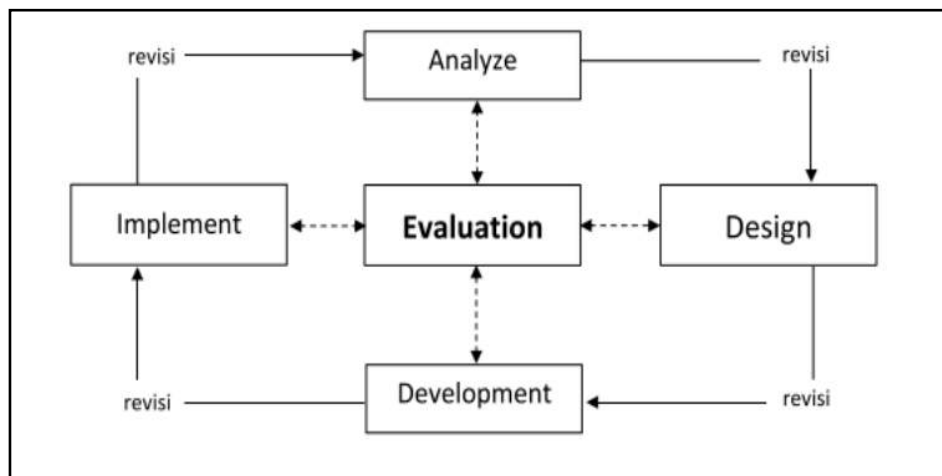 revisi
Analyze
revisi
Implement
Evaluation
Design
revisi
Development
revisi